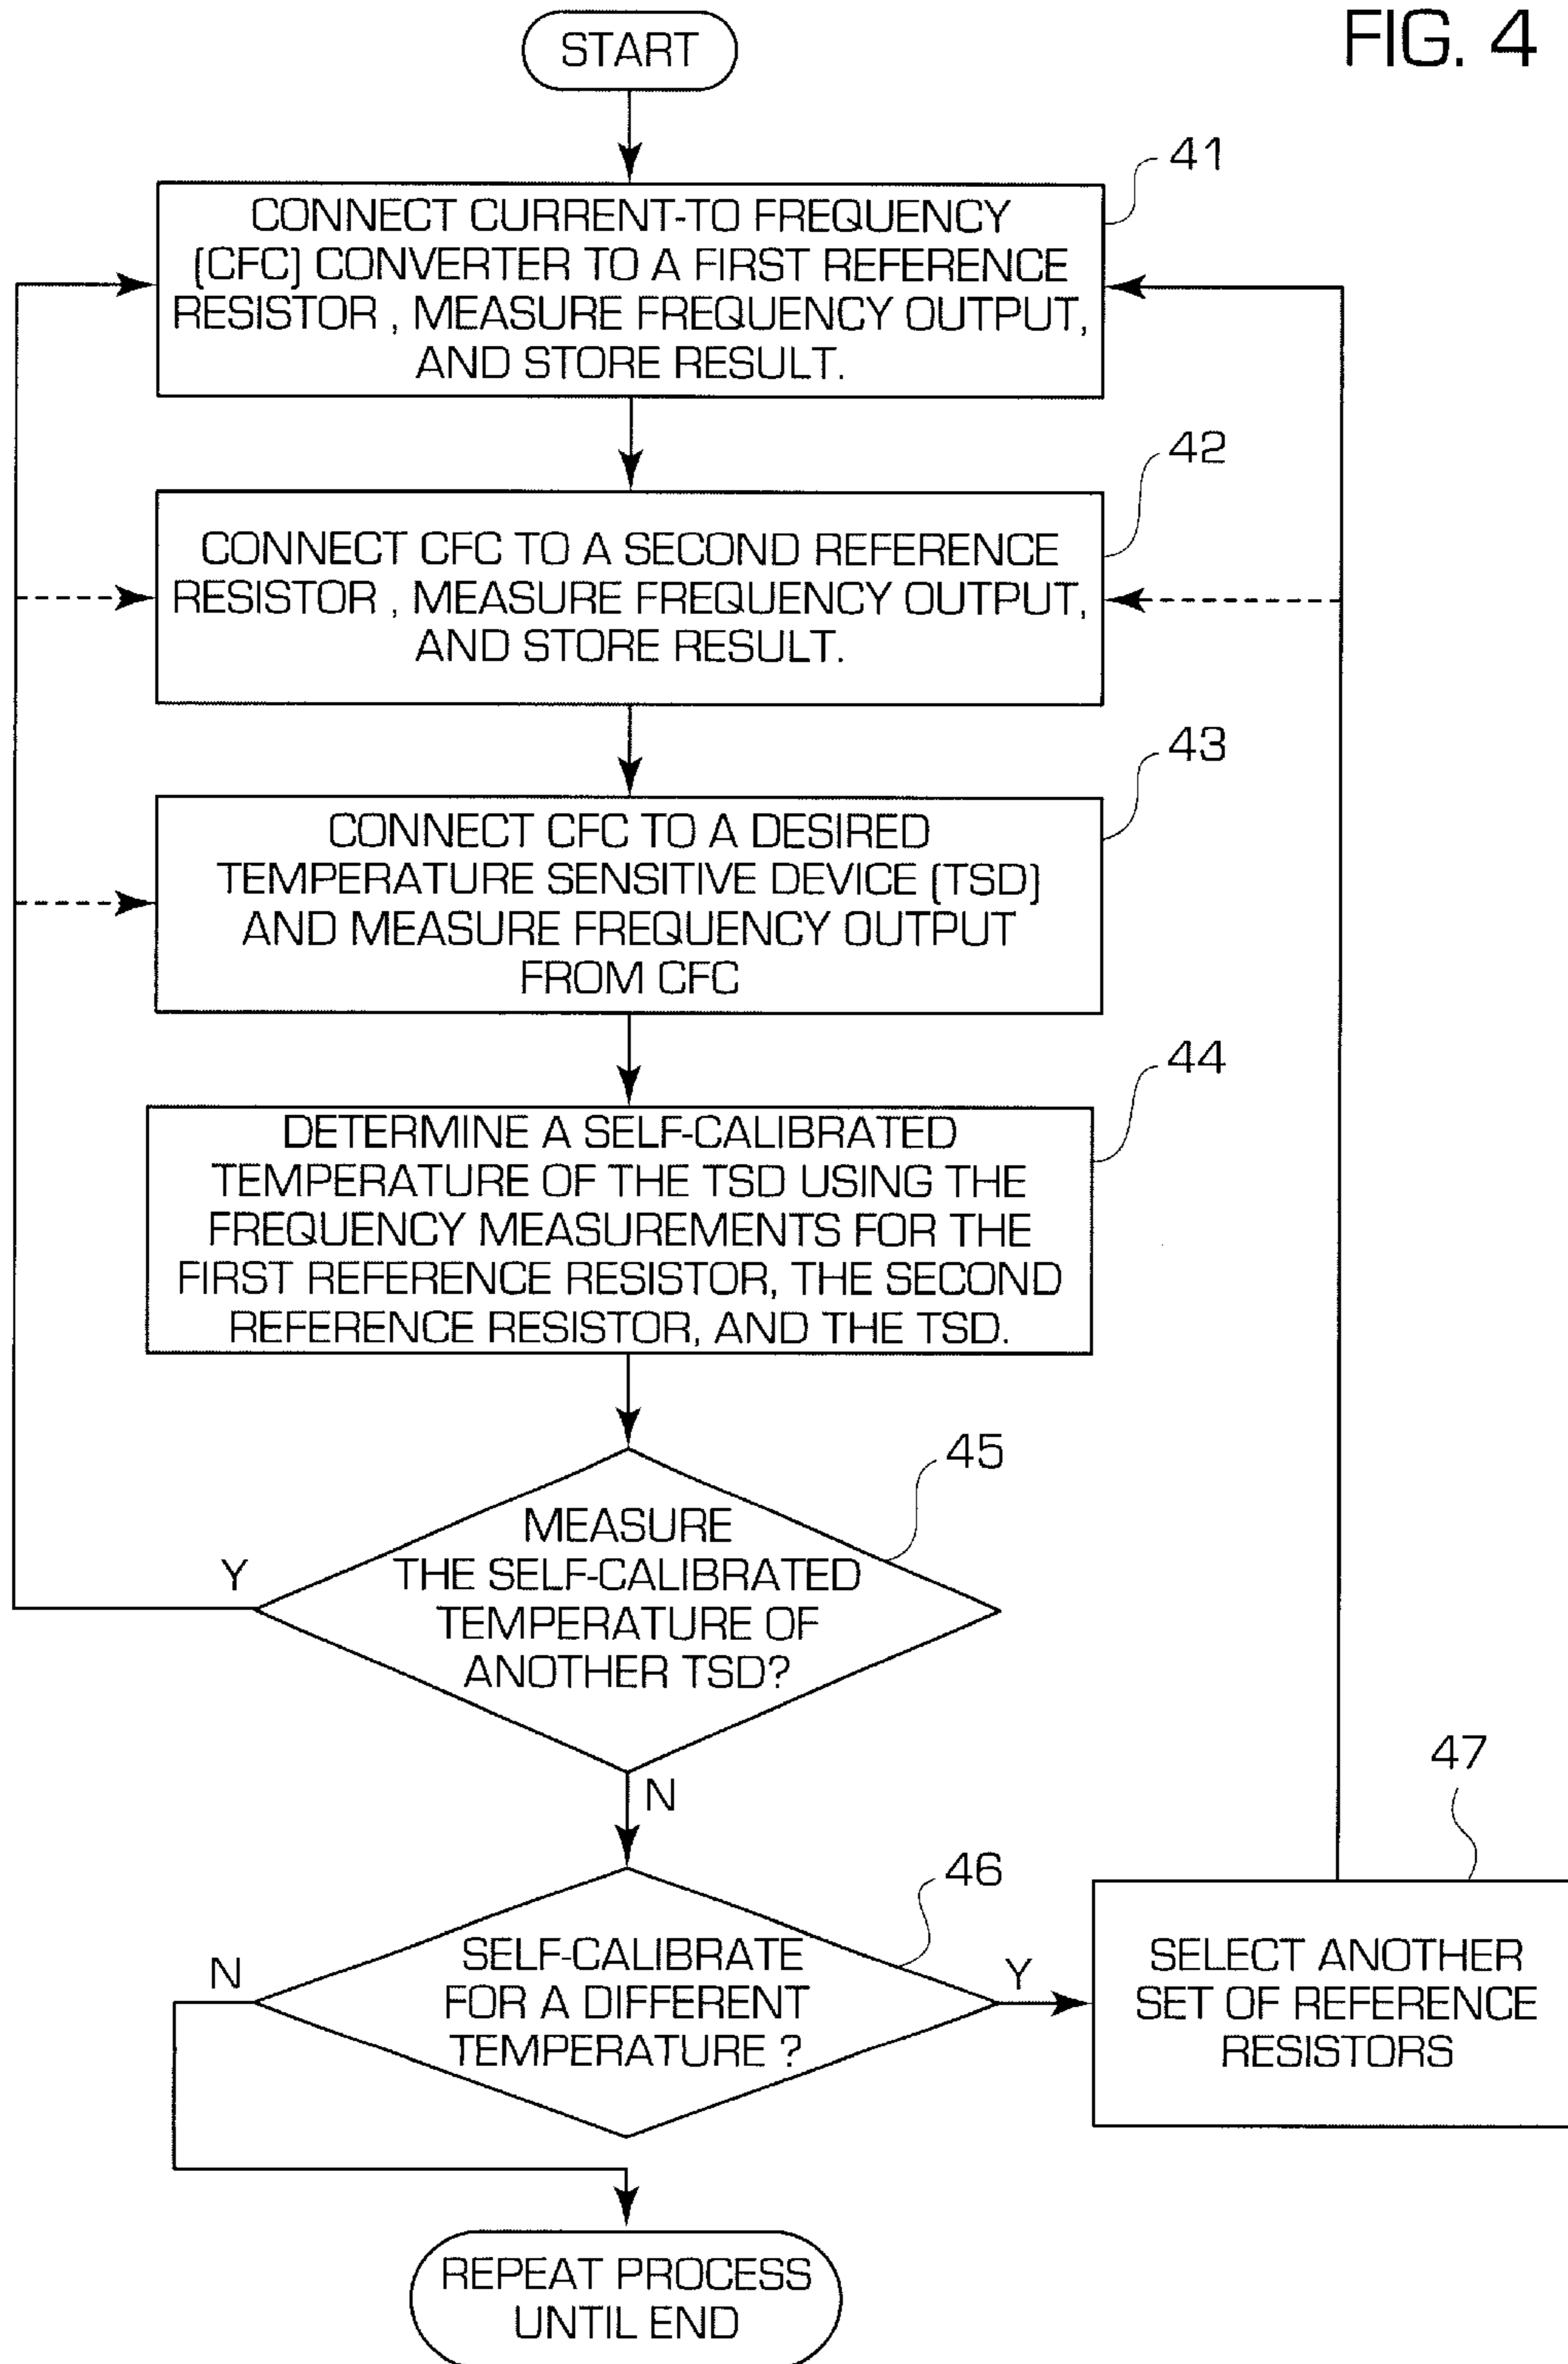 FIG. 4
START
41
CONNECT CURRENT-TO FREQUENCY
(CFC) CONVERTER TO A FIRST REFERENCE
RESISTOR , MEASURE FREQUENCY OUTPUT,
AND STORE RESULT.
42
CONNECT CFC TO A SECOND REFERENCE
RESISTOR , MEASURE FREQUENCY OUTPUT,
AND STORE RESULT.
43
CONNECT CFC TO A DESIRED
TEMPERATURE SENSITIVE DEVICE (TSD)
AND MEASURE FREQUENCY OUTPUT
FROM CFC
44
DETERMINE A SELF-CALIBRATED
TEMPERATURE OF THE TSD USING THE
FREQUENCY MEASUREMENTS FOR THE
FIRST REFERENCE RESISTOR, THE SECOND
REFERENCE RESISTOR, AND THE TSD.
45
MEASURE
THE SELF-CALIBRATED
TEMPERATURE OF
ANOTHER TSD?
Y
N
46
SELF-CALIBRATE
FOR A DIFFERENT
TEMPERATURE ?
N
Y
47
SELECT ANOTHER
SET OF REFERENCE
RESISTORS
REPEAT PROCESS
UNTIL END